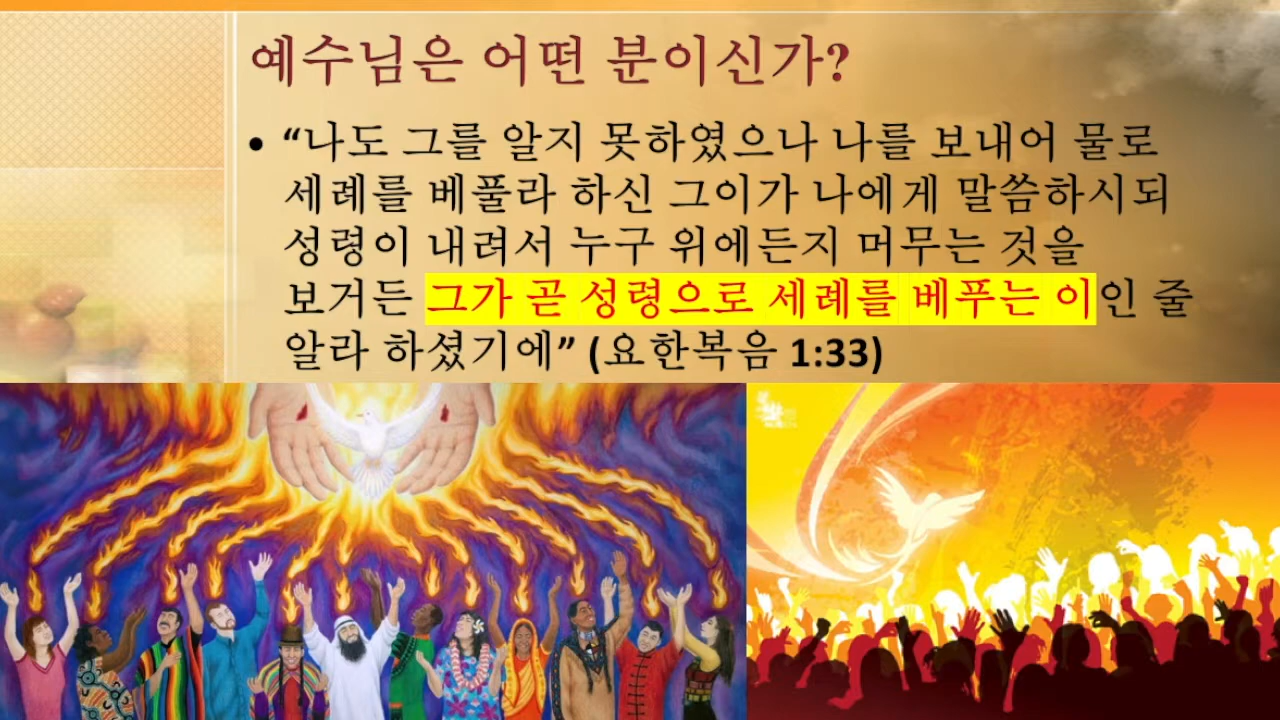 예수님은 어떤 분이신가?
• “나도 그를 알지 못하였으나 나를 보내어 물로
세례를 베풀라 하신 그이가 나에게 말씀하시되
성령이 내려서 누구 위에든지 머무는 것을
보거든 그가 곧 성령으로 세례를 베푸는 이인 줄
알라 하셨기에” (요한복음 1:33)